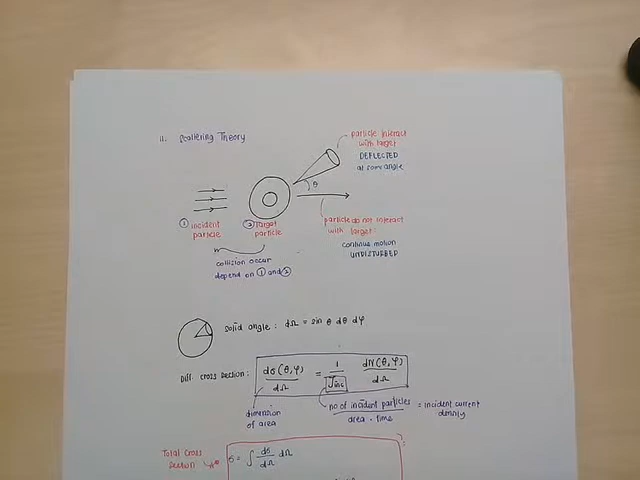 11. Scattering Theory
particle interact
with target
DEFLECTED
at some angle
θ
① incident
particle
② Target
particle
particle do not interact
with target
continue motion
UNDISTURBED
collision occur
depend on ① and ②
Solid angle: dΩ = sin θ dθ dφ
Diff. Cross Section: dσ(θ,φ)/dΩ = 1/Jinc dN(θ,φ)/dΩ
dimension
of area
no of incident particles / area · time = incident current
density
Total Cross
Section
σ = ∫ dσ/dΩ dΩ